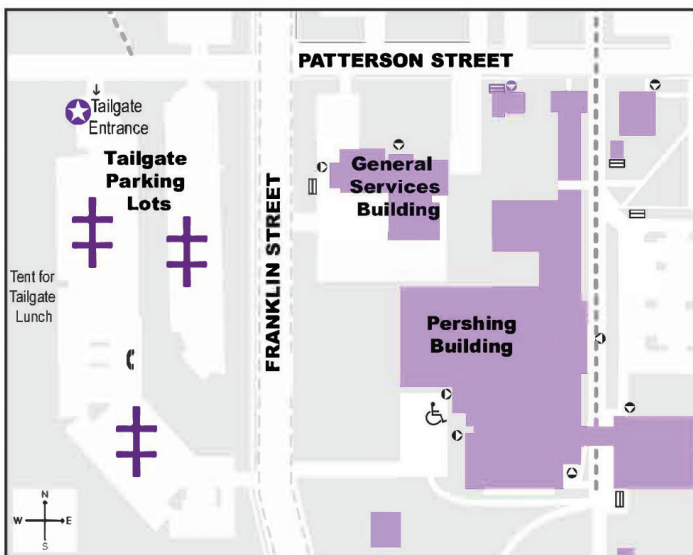 PATTERSON STREET
Tailgate
Entrance
Tailgate
Parking
Lots
General
Services
Building
FRANKLIN STREET
Tent for
Tailgate
Lunch
Pershing
Building
N
W
E
S